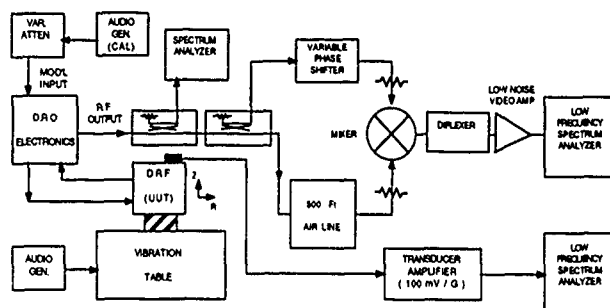 VAR.
ATTEN
AUDIO
GEN.
(CAL)
SPECTRUM
ANALYZER
VARIABLE
PHASE
SHIFTER
MOD'L
INPUT
LOW NOISE
VIDEO AMP
D.R.O
ELECTRONICS
RF
OUTPUT
MIXER
DIPLEXER
LOW
FREQUENCY
SPECTRUM
ANALYZER
D.R.F
(UUT)
Z
R
500 Ft
AIR LINE
AUDIO
GEN.
VIBRATION
TABLE
TRANSDUCER
AMPLIFIER
( 100 mV / G )
LOW
FREQUENCY
SPECTRUM
ANALYZER